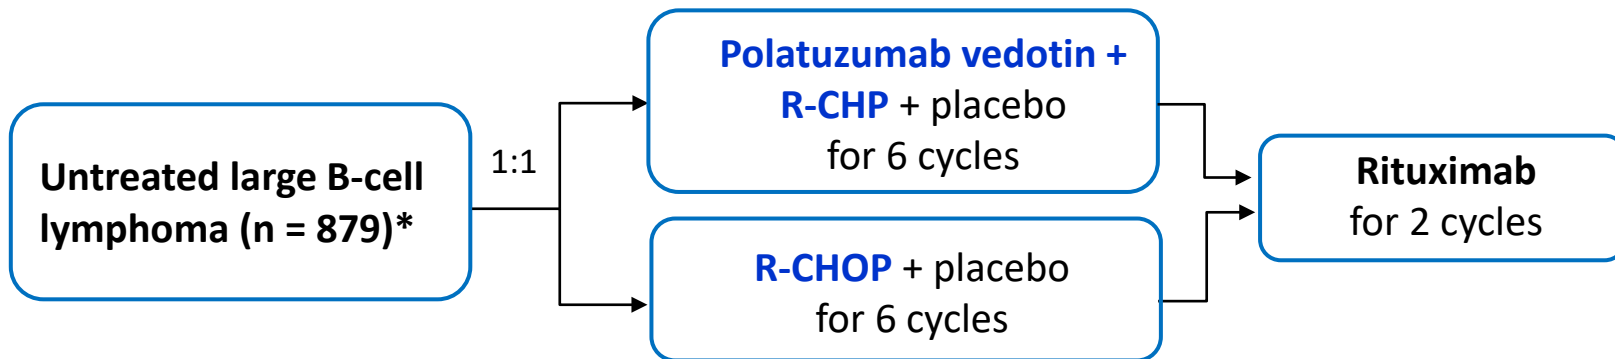 Untreated large B-cell
lymphoma (n = 879)*
1:1
Polatuzumab vedotin +
R-CHP + placebo
for 6 cycles
R-CHOP + placebo
for 6 cycles
Rituximab
for 2 cycles